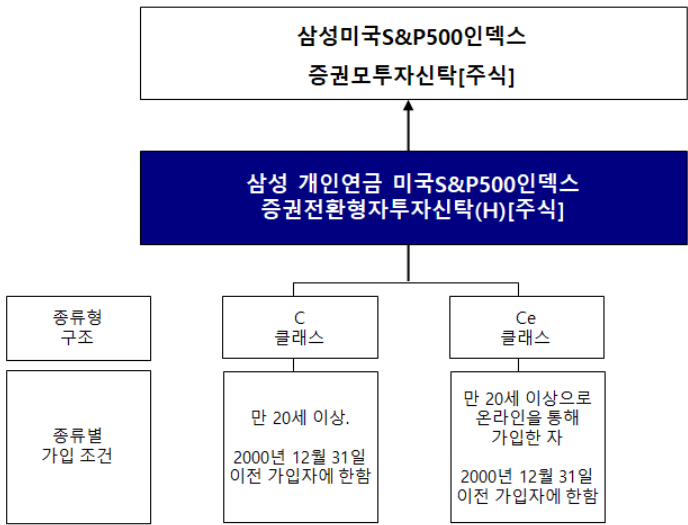 삼성미국S&P500인덱스
증권모투자신탁[주식]
삼성 개인연금 미국S&P500인덱스
증권전환형자투자신탁(H)[주식]
종류형
구조
C
클래스
Ce
클래스
종류별
가입 조건
만 20세 이상.
2000년 12월 31일
이전 가입자에 한함
만 20세 이상으로
온라인을 통해
가입한 자
2000년 12월 31일
이전 가입자에 한함